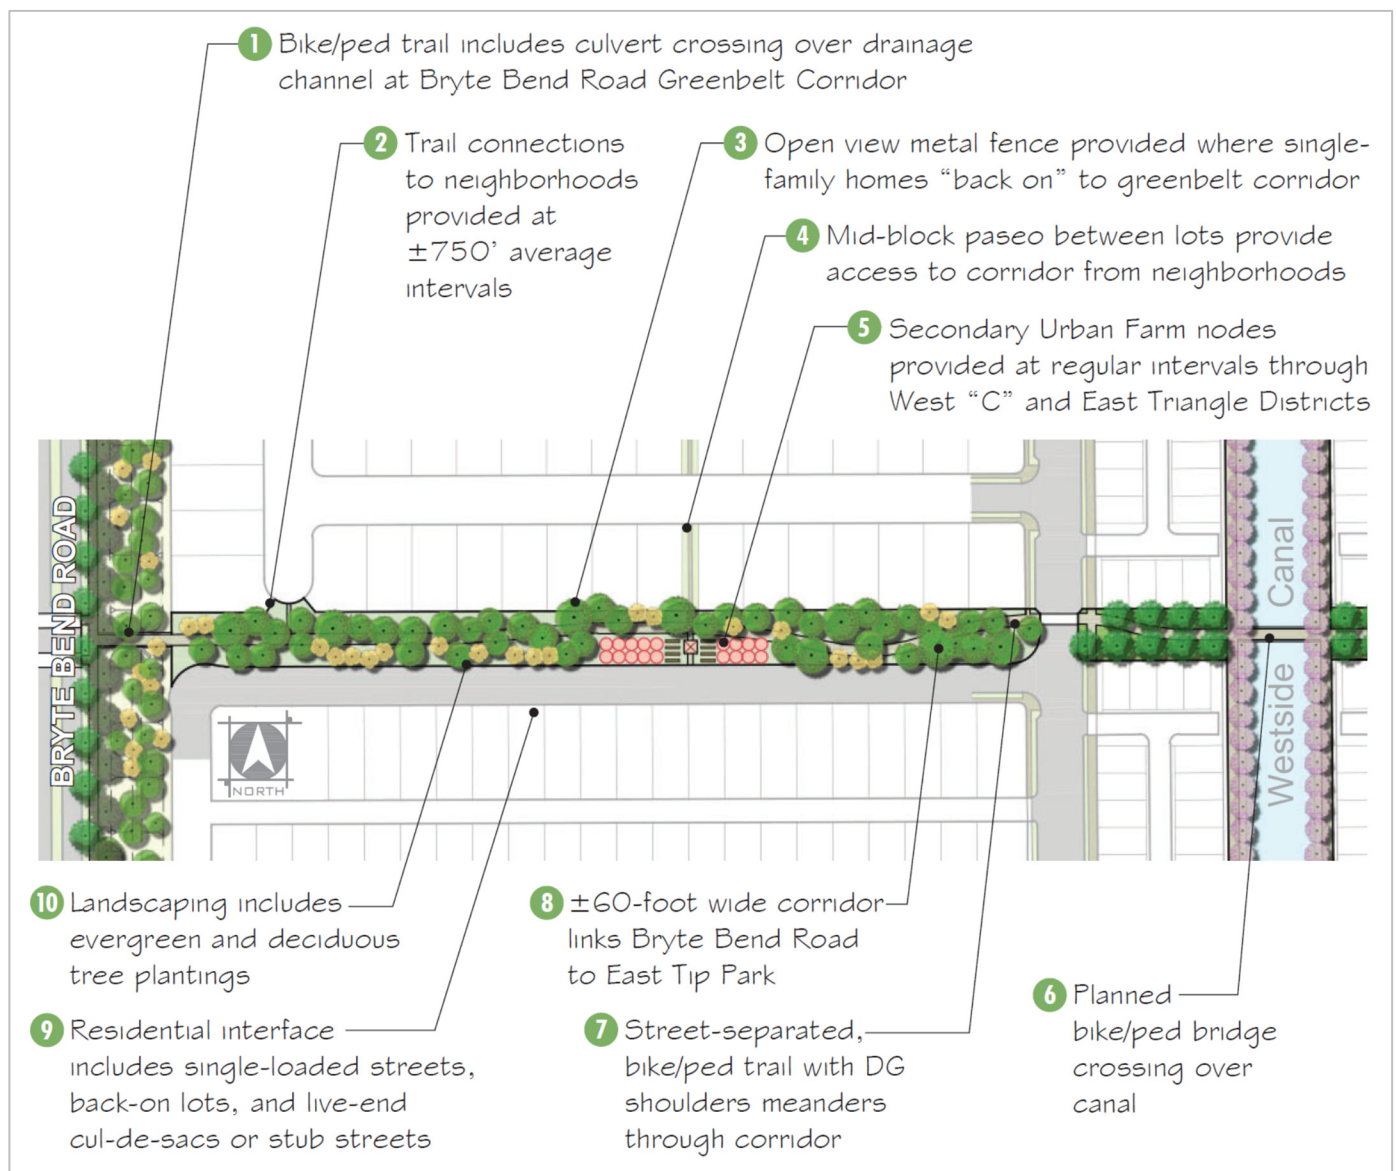 1 Bike/ped trail includes culvert crossing over drainage
channel at Bryte Bend Road Greenbelt Corridor
2 Trail connections
to neighborhoods
provided at
±750' average
intervals
3 Open view metal fence provided where single-
family homes “back on” to greenbelt corridor
4 Mid-block paseo between lots provide
access to corridor from neighborhoods
5 Secondary Urban Farm nodes
provided at regular intervals through
West “C” and East Triangle Districts
BRYTE BEND ROAD
NORTH
Westside Canal
10 Landscaping includes
evergreen and deciduous
tree plantings
9 Residential interface
includes single-loaded streets,
back-on lots, and live-end
cul-de-sacs or stub streets
8 ±60-foot wide corridor
links Bryte Bend Road
to East Tip Park
7 Street-separated,
bike/ped trail with DG
shoulders meanders
through corridor
6 Planned
bike/ped bridge
crossing over
canal